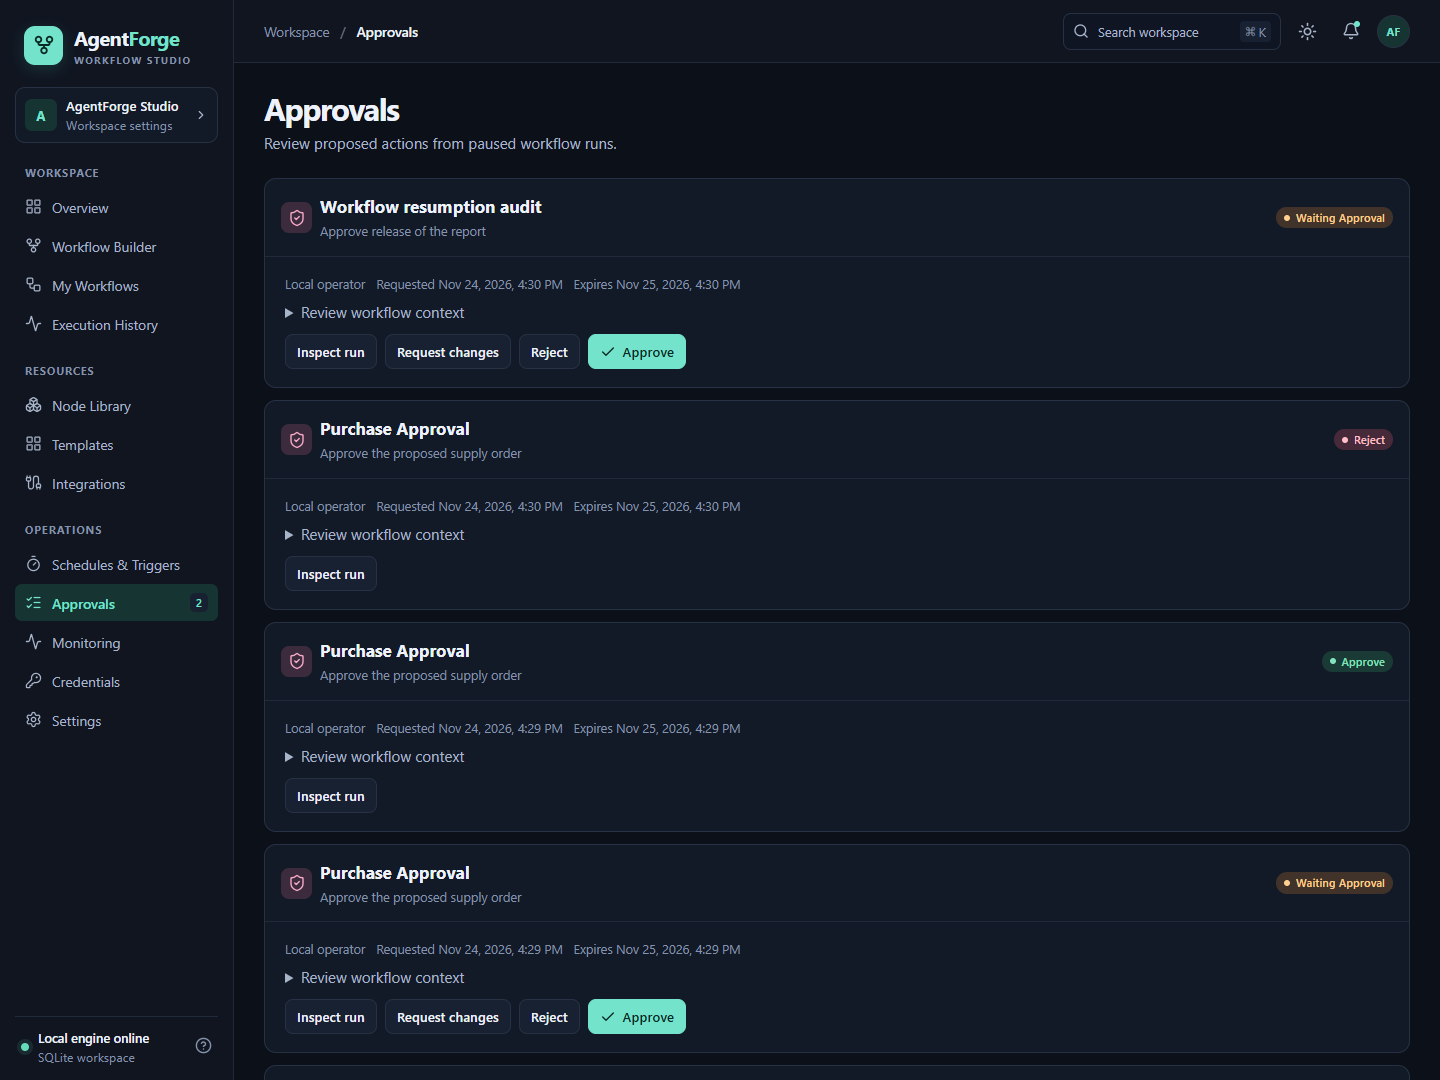 AgentForge
WORKFLOW STUDIO
A
AgentForge Studio
Workspace settings
WORKSPACE
Overview
Workflow Builder
My Workflows
Execution History
RESOURCES
Node Library
Templates
Integrations
OPERATIONS
Schedules & Triggers
Approvals 2
Monitoring
Credentials
Settings
Local engine online
SQLite workspace
Workspace / Approvals
Search workspace ⌘ K
AF
Approvals
Review proposed actions from paused workflow runs.
Workflow resumption audit
Approve release of the report
Waiting Approval
Local operator Requested Nov 24, 2026, 4:30 PM Expires Nov 25, 2026, 4:30 PM
Review workflow context
Inspect run Request changes Reject Approve
Purchase Approval
Approve the proposed supply order
Reject
Local operator Requested Nov 24, 2026, 4:30 PM Expires Nov 25, 2026, 4:30 PM
Review workflow context
Inspect run
Purchase Approval
Approve the proposed supply order
Approve
Local operator Requested Nov 24, 2026, 4:29 PM Expires Nov 25, 2026, 4:29 PM
Review workflow context
Inspect run
Purchase Approval
Approve the proposed supply order
Waiting Approval
Local operator Requested Nov 24, 2026, 4:29 PM Expires Nov 25, 2026, 4:29 PM
Review workflow context
Inspect run Request changes Reject Approve